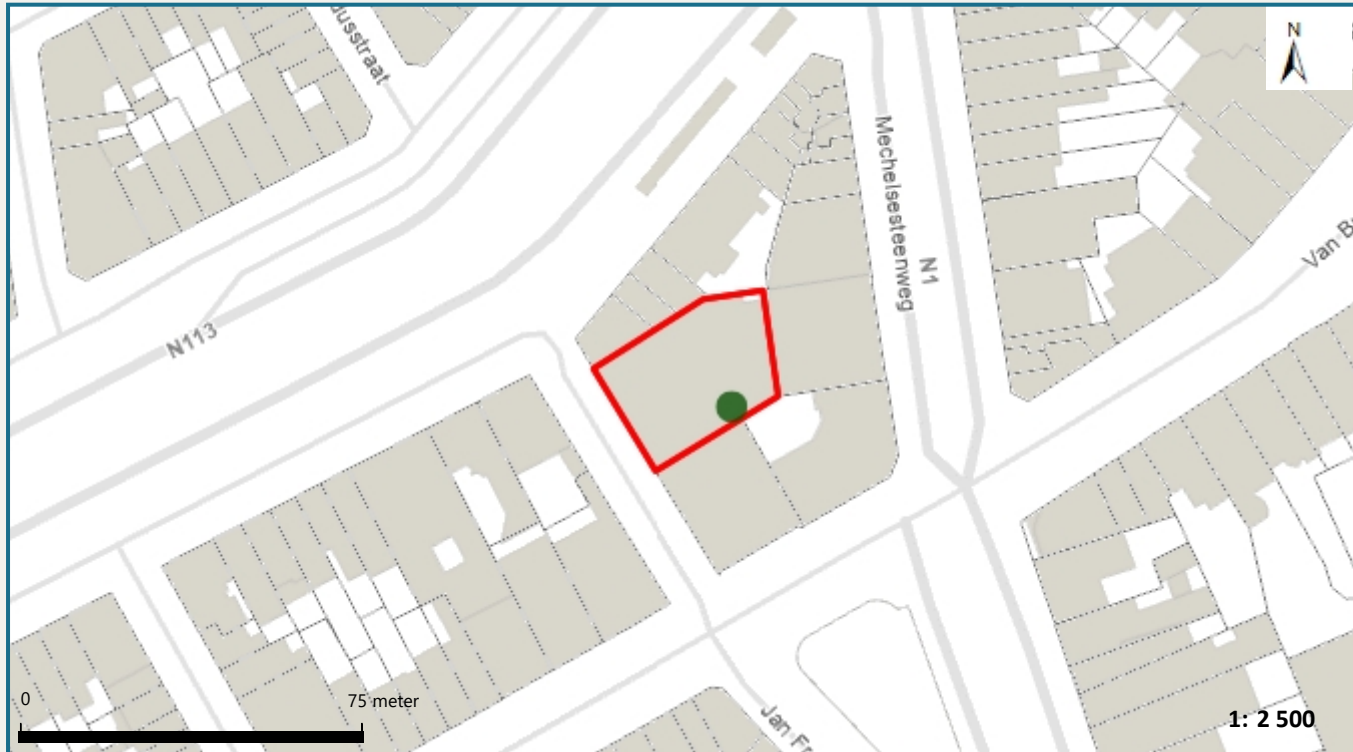 usstraat
N
Mechelsesteenweg
N1
Van B
N113
0
75 meter
Jan Fr
1: 2 500